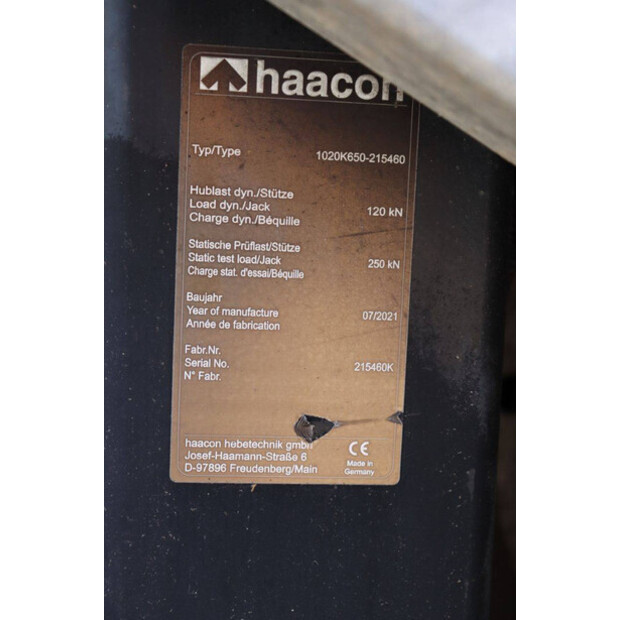 haacon
Typ/Type 1020K650-215460
Hublast dyn./Stütze
Load dyn./Jack 120 kN
Charge dyn./Béquille
Statische Prüflast/Stütze
Static test load/Jack 250 kN
Charge stat. d'essai/Béquille
Baujahr
Year of manufacture 07/2021
Année de fabrication
Fabr.Nr.
Serial No. 215460K
N° Fabr.
haacon hebetechnik gmbh
Josef-Haamann-Straße 6
D-97896 Freudenberg/Main
CE
Made in
Germany